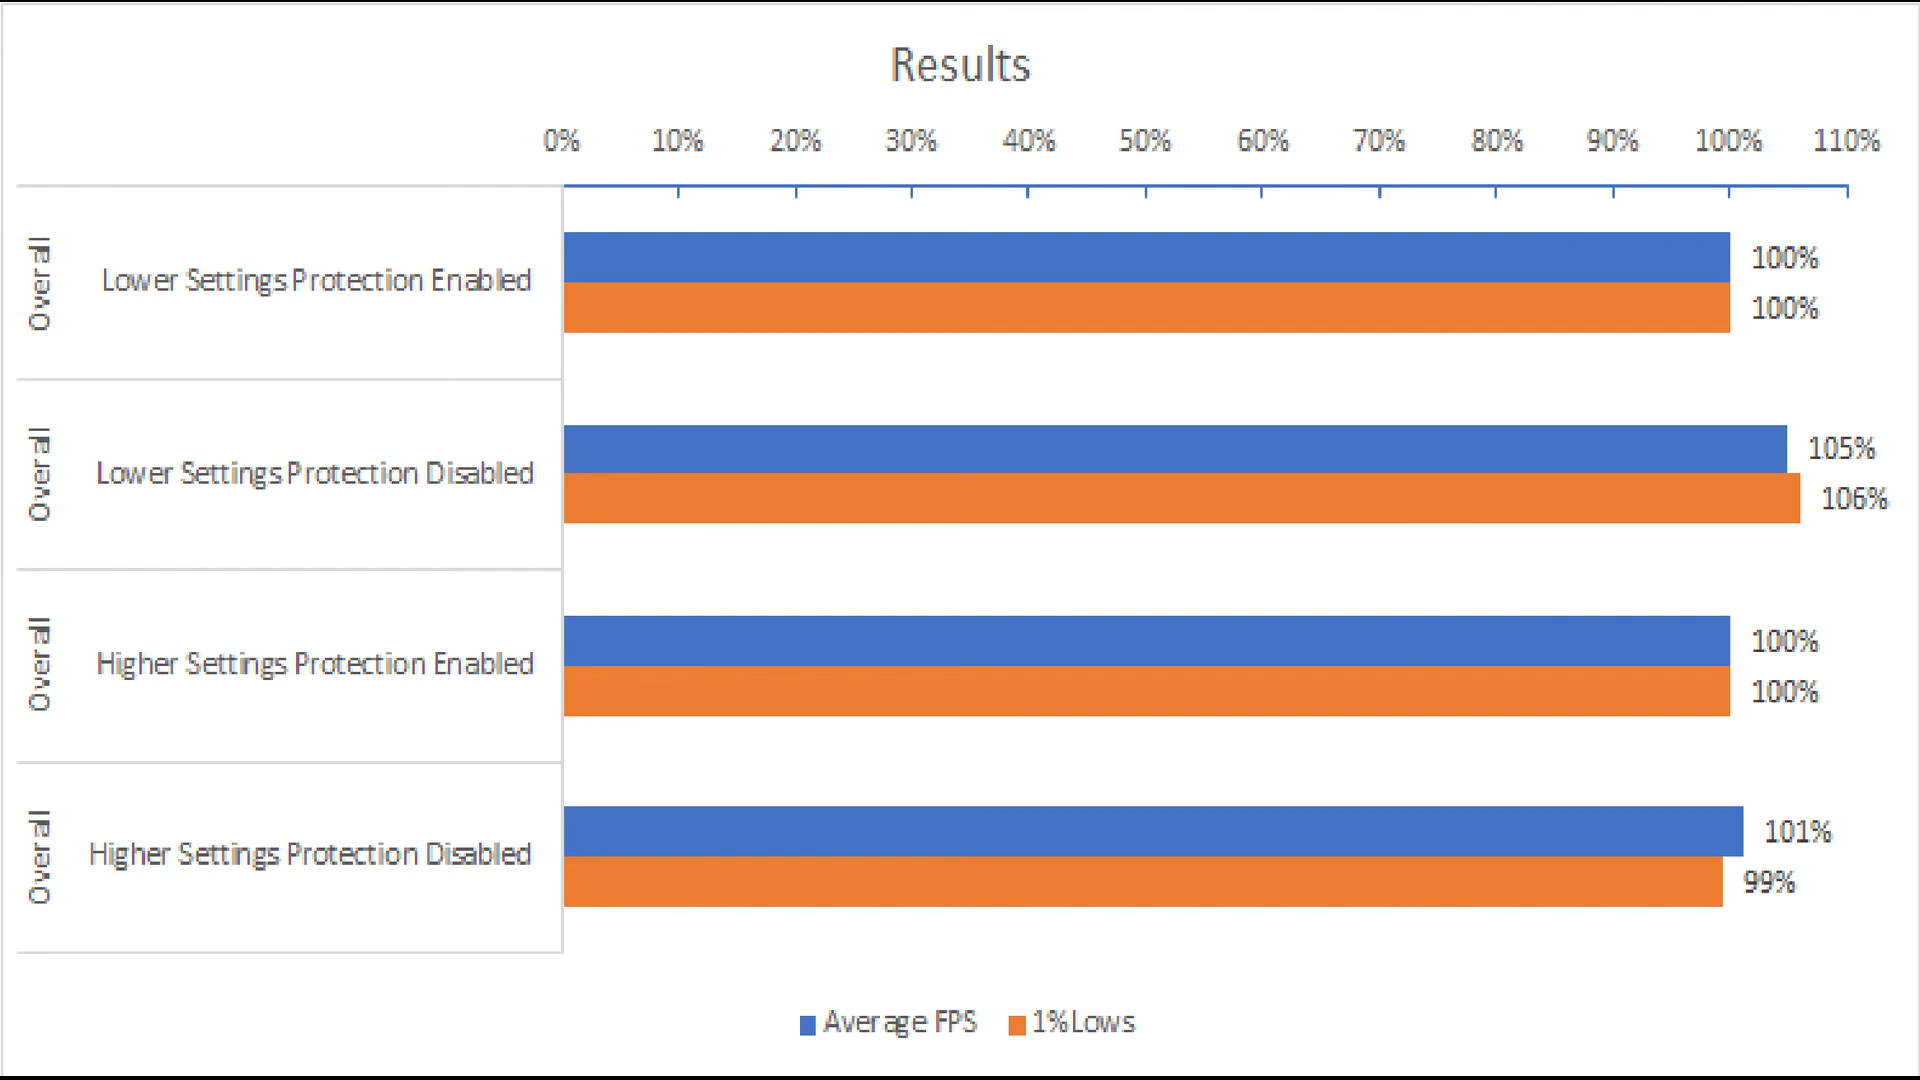 Results
0% 10% 20% 30% 40% 50% 60% 70% 80% 90% 100% 110%
Overall
Lower Settings Protection Enabled
100%
100%
Overall
Lower Settings Protection Disabled
105%
106%
Overall
Higher Settings Protection Enabled
100%
100%
Overall
Higher Settings Protection Disabled
101%
99%
Average FPS 1%Lows